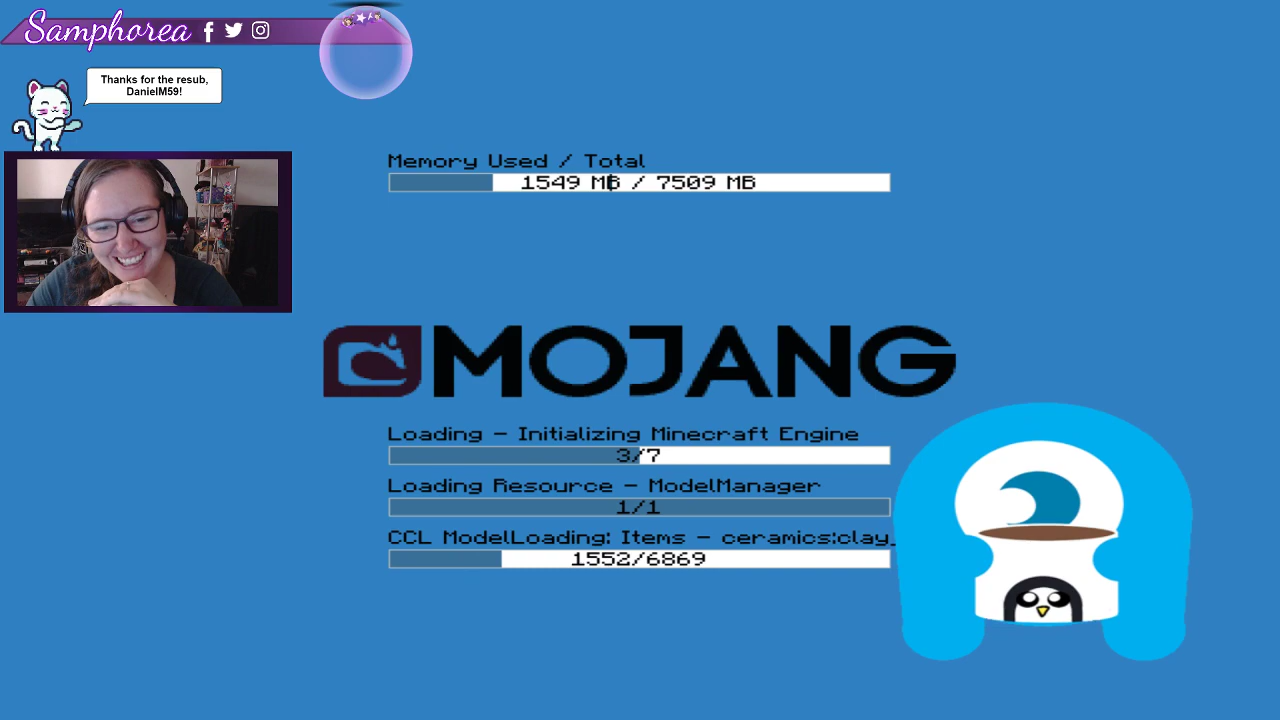 Samphorea
Thanks for the resub,
DanielM59!
Memory Used / Total
1549 MB / 7509 MB
MOJANG
Loading - Initializing Minecraft Engine
3/7
Loading Resource - ModelManager
1/1
CCL ModelLoading: Items - ceramics:clay_
1552/6869